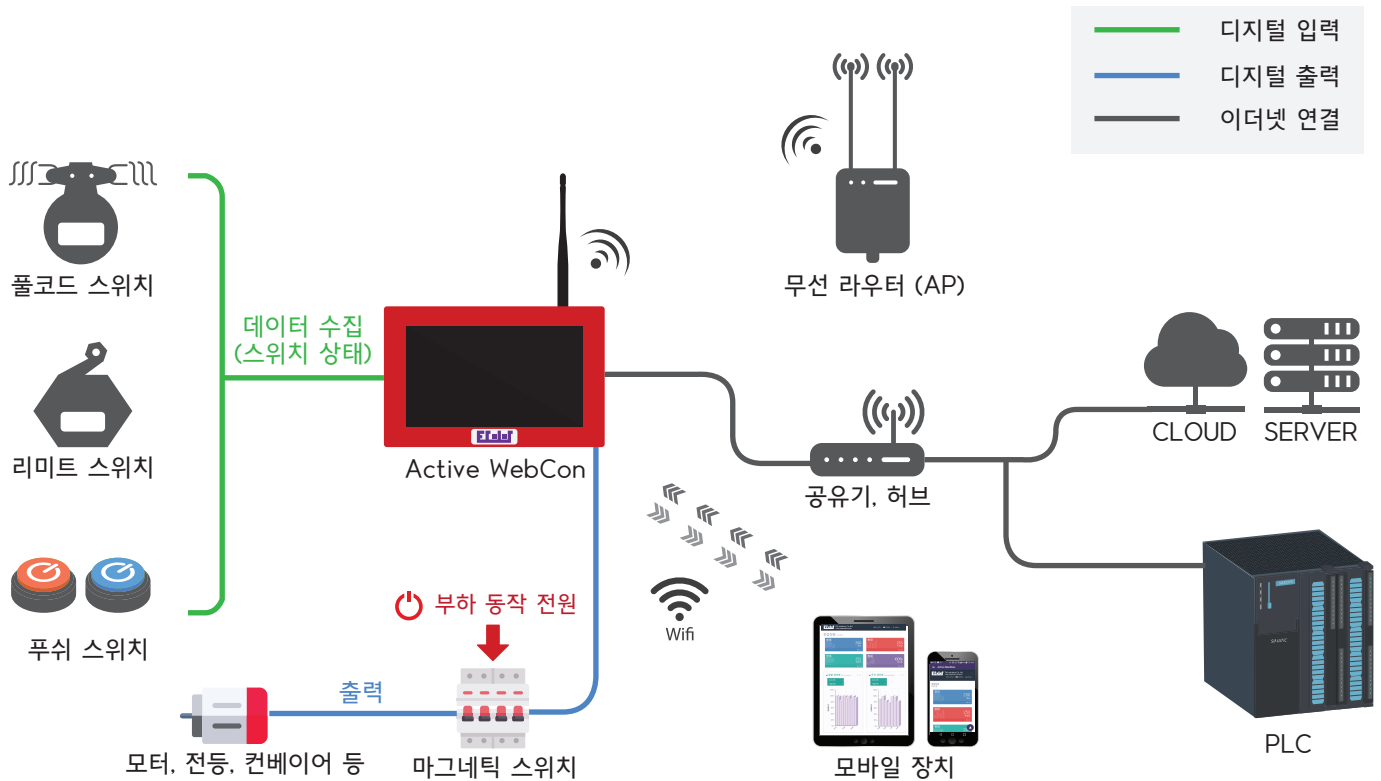 디지털 입력
디지털 출력
이더넷 연결
풀코드 스위치
무선 라우터 (AP)
데이터 수집
(스위치 상태)
리미트 스위치
Active WebCon
공유기, 허브
CLOUD
SERVER
푸쉬 스위치
부하 동작 전원
Wifi
출력
모터, 전등, 컨베이어 등
마그네틱 스위치
모바일 장치
SIEMENS
SIMATIC
PLC